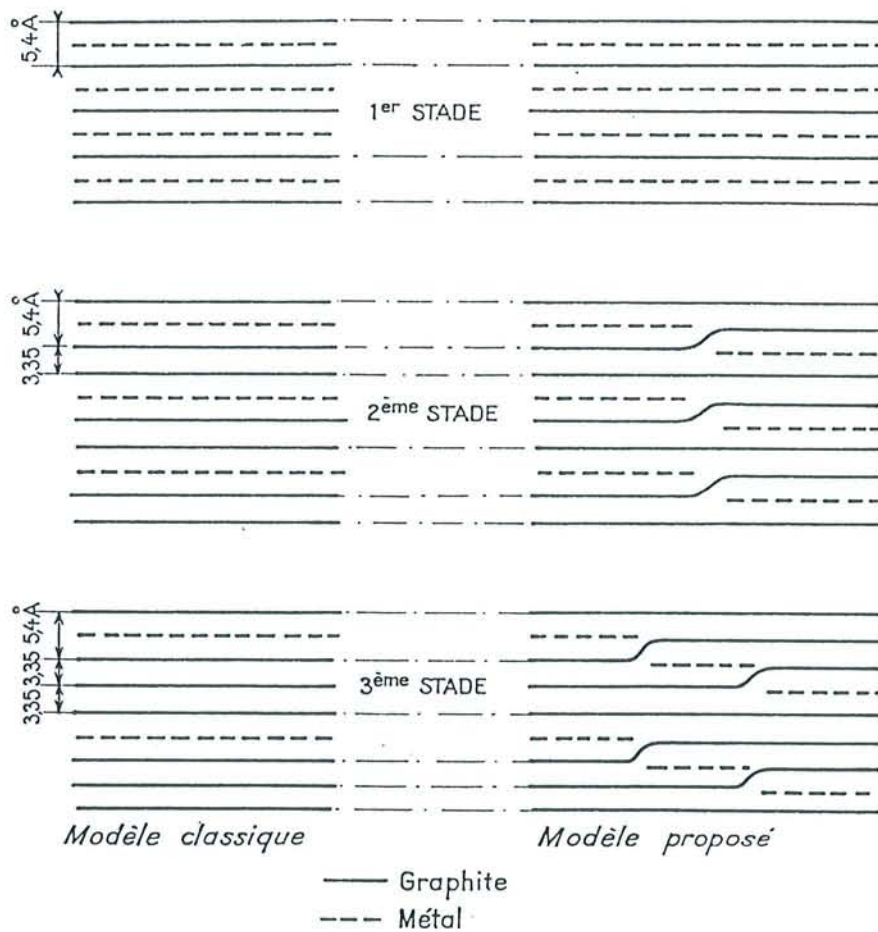 5,4Å
1er STADE
5,4Å
3,35
2ème STADE
5,4Å
3,35
3,35
3ème STADE
Modèle classique
Modèle proposé
Graphite
Métal